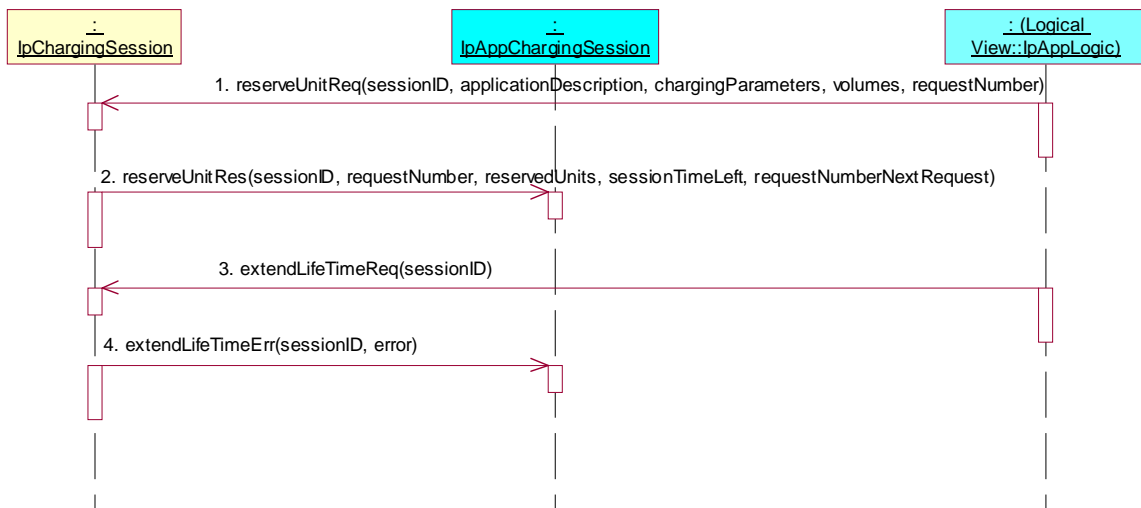 :
IpChargingSession
:
IpAppChargingSession
: (Logical
View::IpAppLogic)
1. reserveUnitReq(sessionID, applicationDescription, chargingParameters, volumes, requestNumber)
2. reserveUnitRes(sessionID, requestNumber, reservedUnits, sessionTimeLeft, requestNumberNextRequest)
3. extendLifeTimeReq(sessionID)
4. extendLifeTimeErr(sessionID, error)